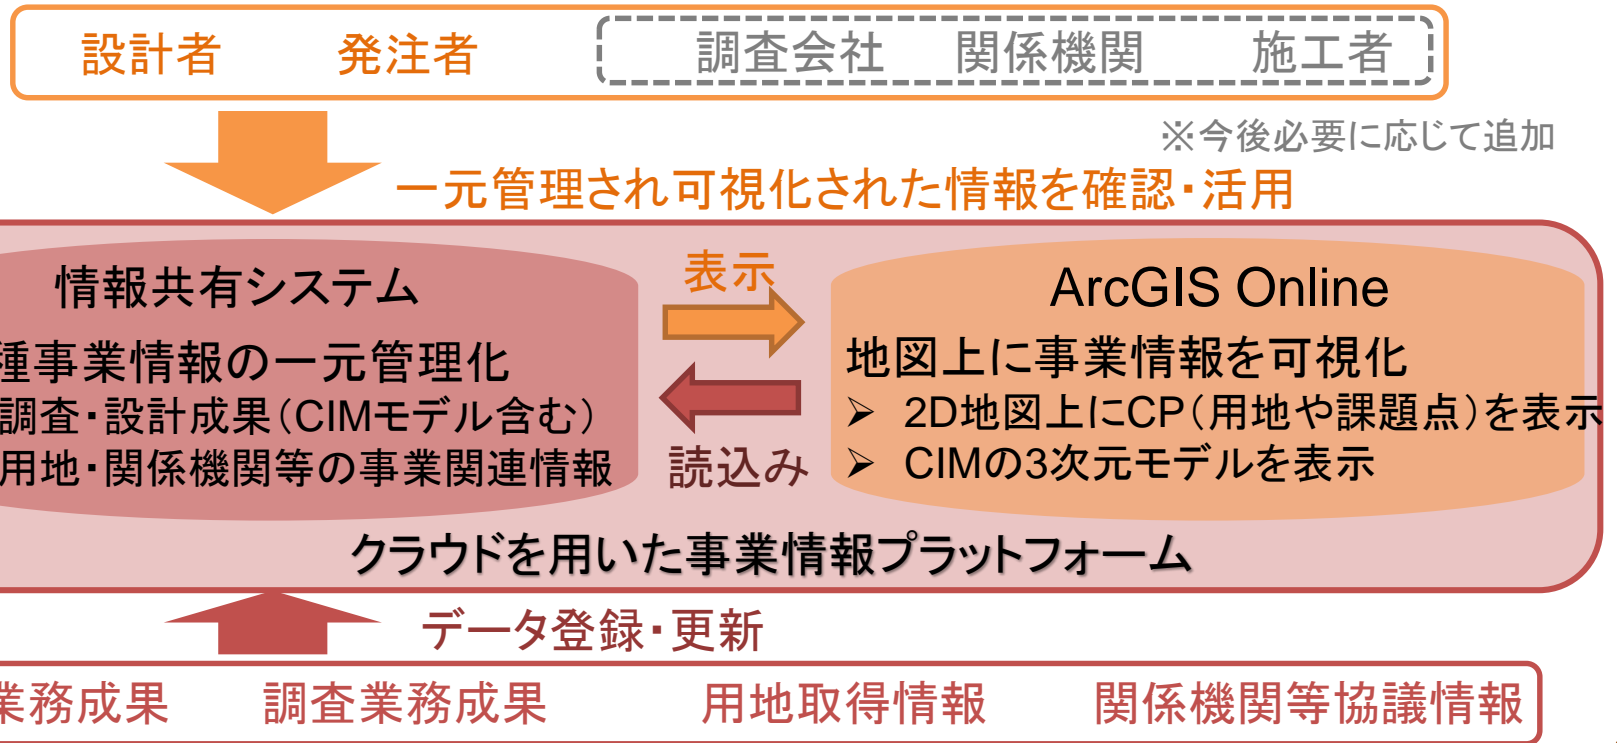 設計者 発注者 調査会社 関係機関 施工者
※今後必要に応じて追加
一元管理され可視化された情報を確認・活用
情報共有システム
種事業情報の一元管理化
調査・設計成果(CIMモデル含む)
用地・関係機関等の事業関連情報
表示
読込み
ArcGIS Online
地図上に事業情報を可視化
➢ 2D地図上にCP(用地や課題点)を表示
➢ CIMの3次元モデルを表示
クラウドを用いた事業情報プラットフォーム
データ登録・更新
業務成果 調査業務成果 用地取得情報 関係機関等協議情報